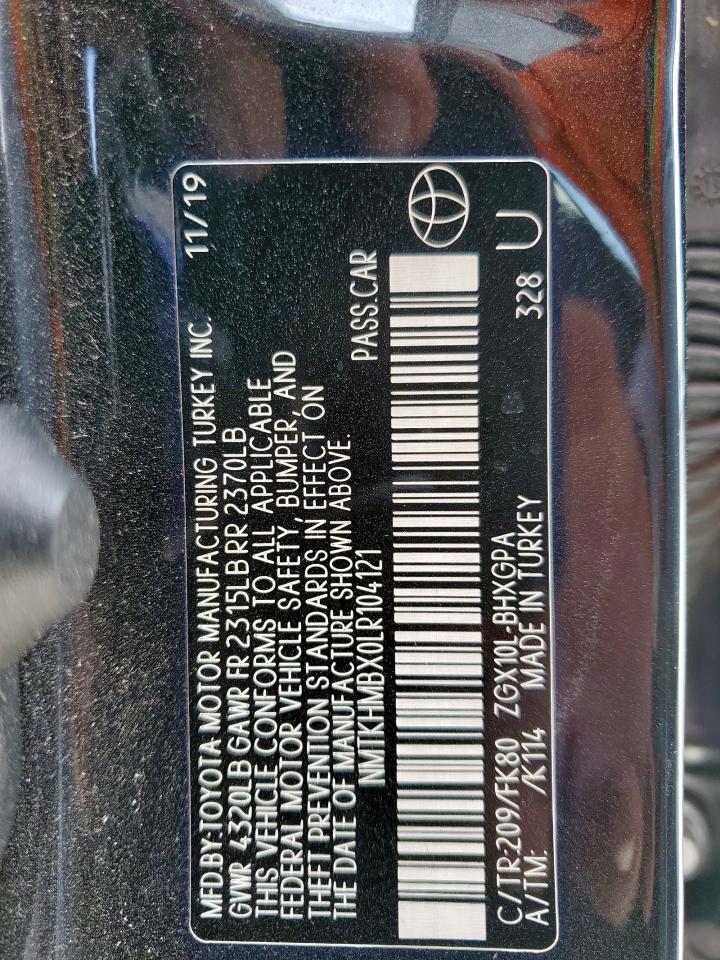 MFD.BY:TOYOTA MOTOR MANUFACTURING TURKEY INC. 11/19
GVWR 4320LB GAWR FR 2315LB RR 2370LB
THIS VEHICLE CONFORMS TO ALL APPLICABLE
FEDERAL MOTOR VEHICLE SAFETY, BUMPER, AND
THEFT PREVENTION STANDARDS IN EFFECT ON
THE DATE OF MANUFACTURE SHOWN ABOVE.
NMTKHMBX0LR104121 PASS.CAR
C/TR:209/FK80 ZGX10L-BHXGPA 328 U
A/TM: /K114 MADE IN TURKEY